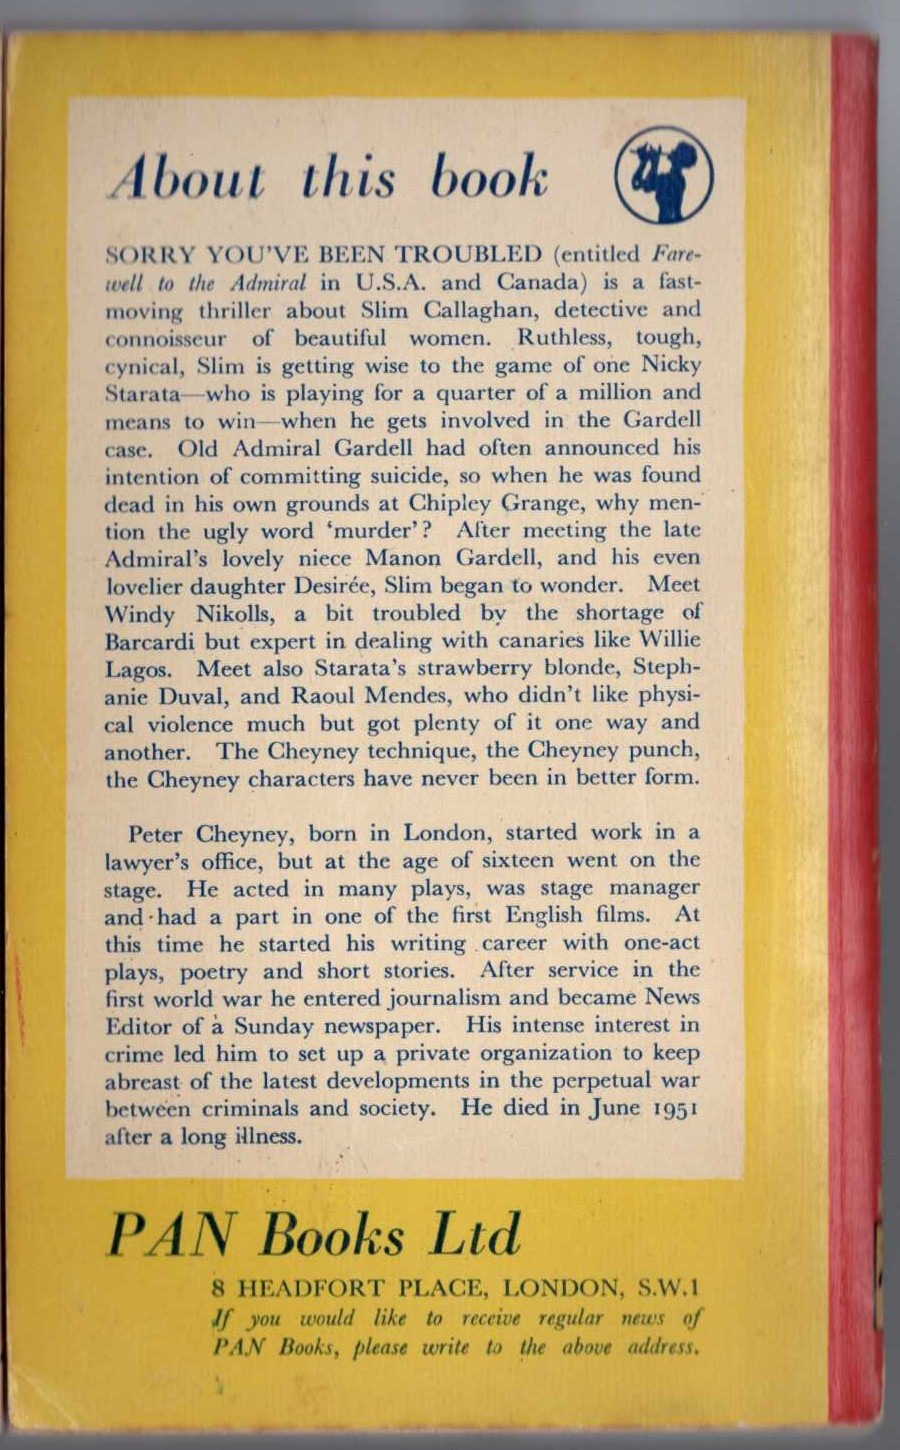 About this book
SORRY YOU'VE BEEN TROUBLED (entitled Fare-
well to the Admiral in U.S.A. and Canada) is a fast-
moving thriller about Slim Callaghan, detective and
connoisseur of beautiful women. Ruthless, tough,
cynical, Slim is getting wise to the game of one Nicky
Starata—who is playing for a quarter of a million and
means to win—when he gets involved in the Gardell
case. Old Admiral Gardell had often announced his
intention of committing suicide, so when he was found
dead in his own grounds at Chipley Grange, why men-
tion the ugly word ‘murder’? After meeting the late
Admiral's lovely niece Manon Gardell, and his even
lovelier daughter Desirée, Slim began to wonder. Meet
Windy Nikolls, a bit troubled by the shortage of
Barcardi but expert in dealing with canaries like Willie
Lagos. Meet also Starata's strawberry blonde, Steph-
anie Duval, and Raoul Mendes, who didn't like physi-
cal violence much but got plenty of it one way and
another. The Cheyney technique, the Cheyney punch,
the Cheyney characters have never been in better form.
Peter Cheyney, born in London, started work in a
lawyer's office, but at the age of sixteen went on the
stage. He acted in many plays, was stage manager
and had a part in one of the first English films. At
this time he started his writing career with one-act
plays, poetry and short stories. After service in the
first world war he entered journalism and became News
Editor of a Sunday newspaper. His intense interest in
crime led him to set up a private organization to keep
abreast of the latest developments in the perpetual war
between criminals and society. He died in June 1951
after a long illness.
PAN Books Ltd
8 HEADFORT PLACE, LONDON, S.W.1
If you would like to receive regular news of
PAN Books, please write to the above address.